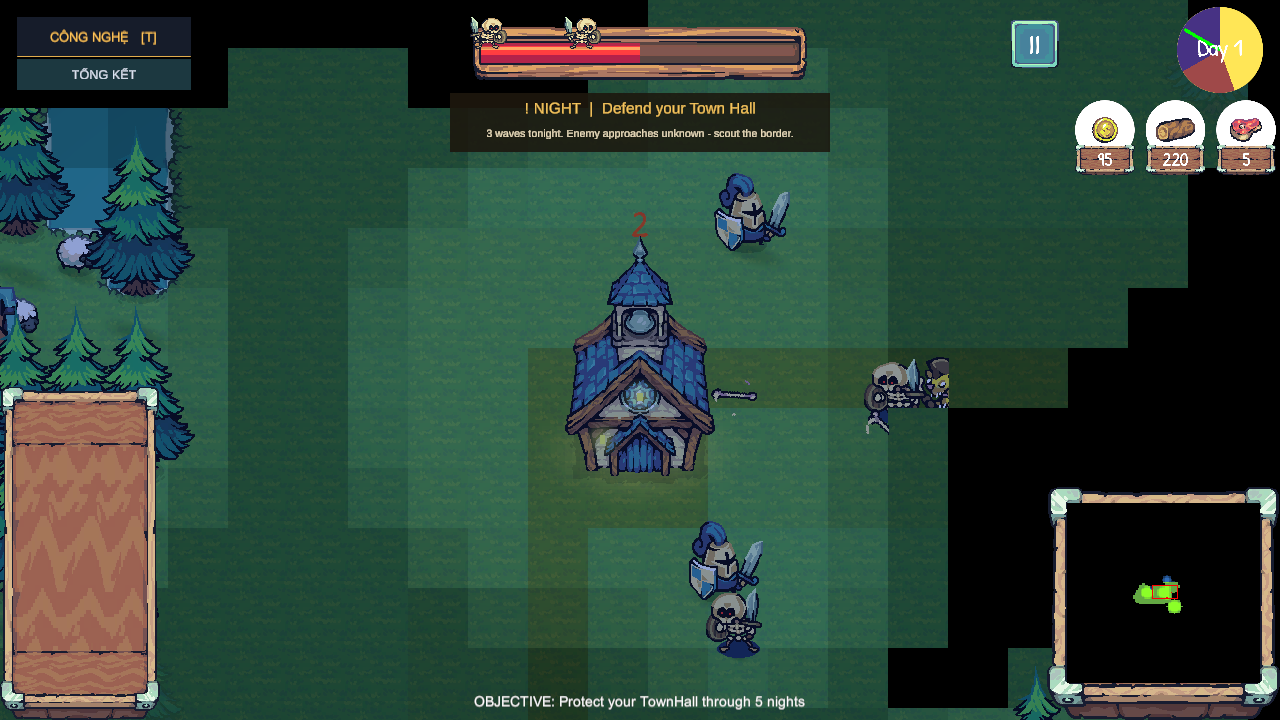 CÔNG NGHỆ [T]
TỔNG KẾT
! NIGHT | Defend your Town Hall
3 waves tonight. Enemy approaches unknown - scout the border.
Day 1
95
220
5
2
OBJECTIVE: Protect your TownHall through 5 nights